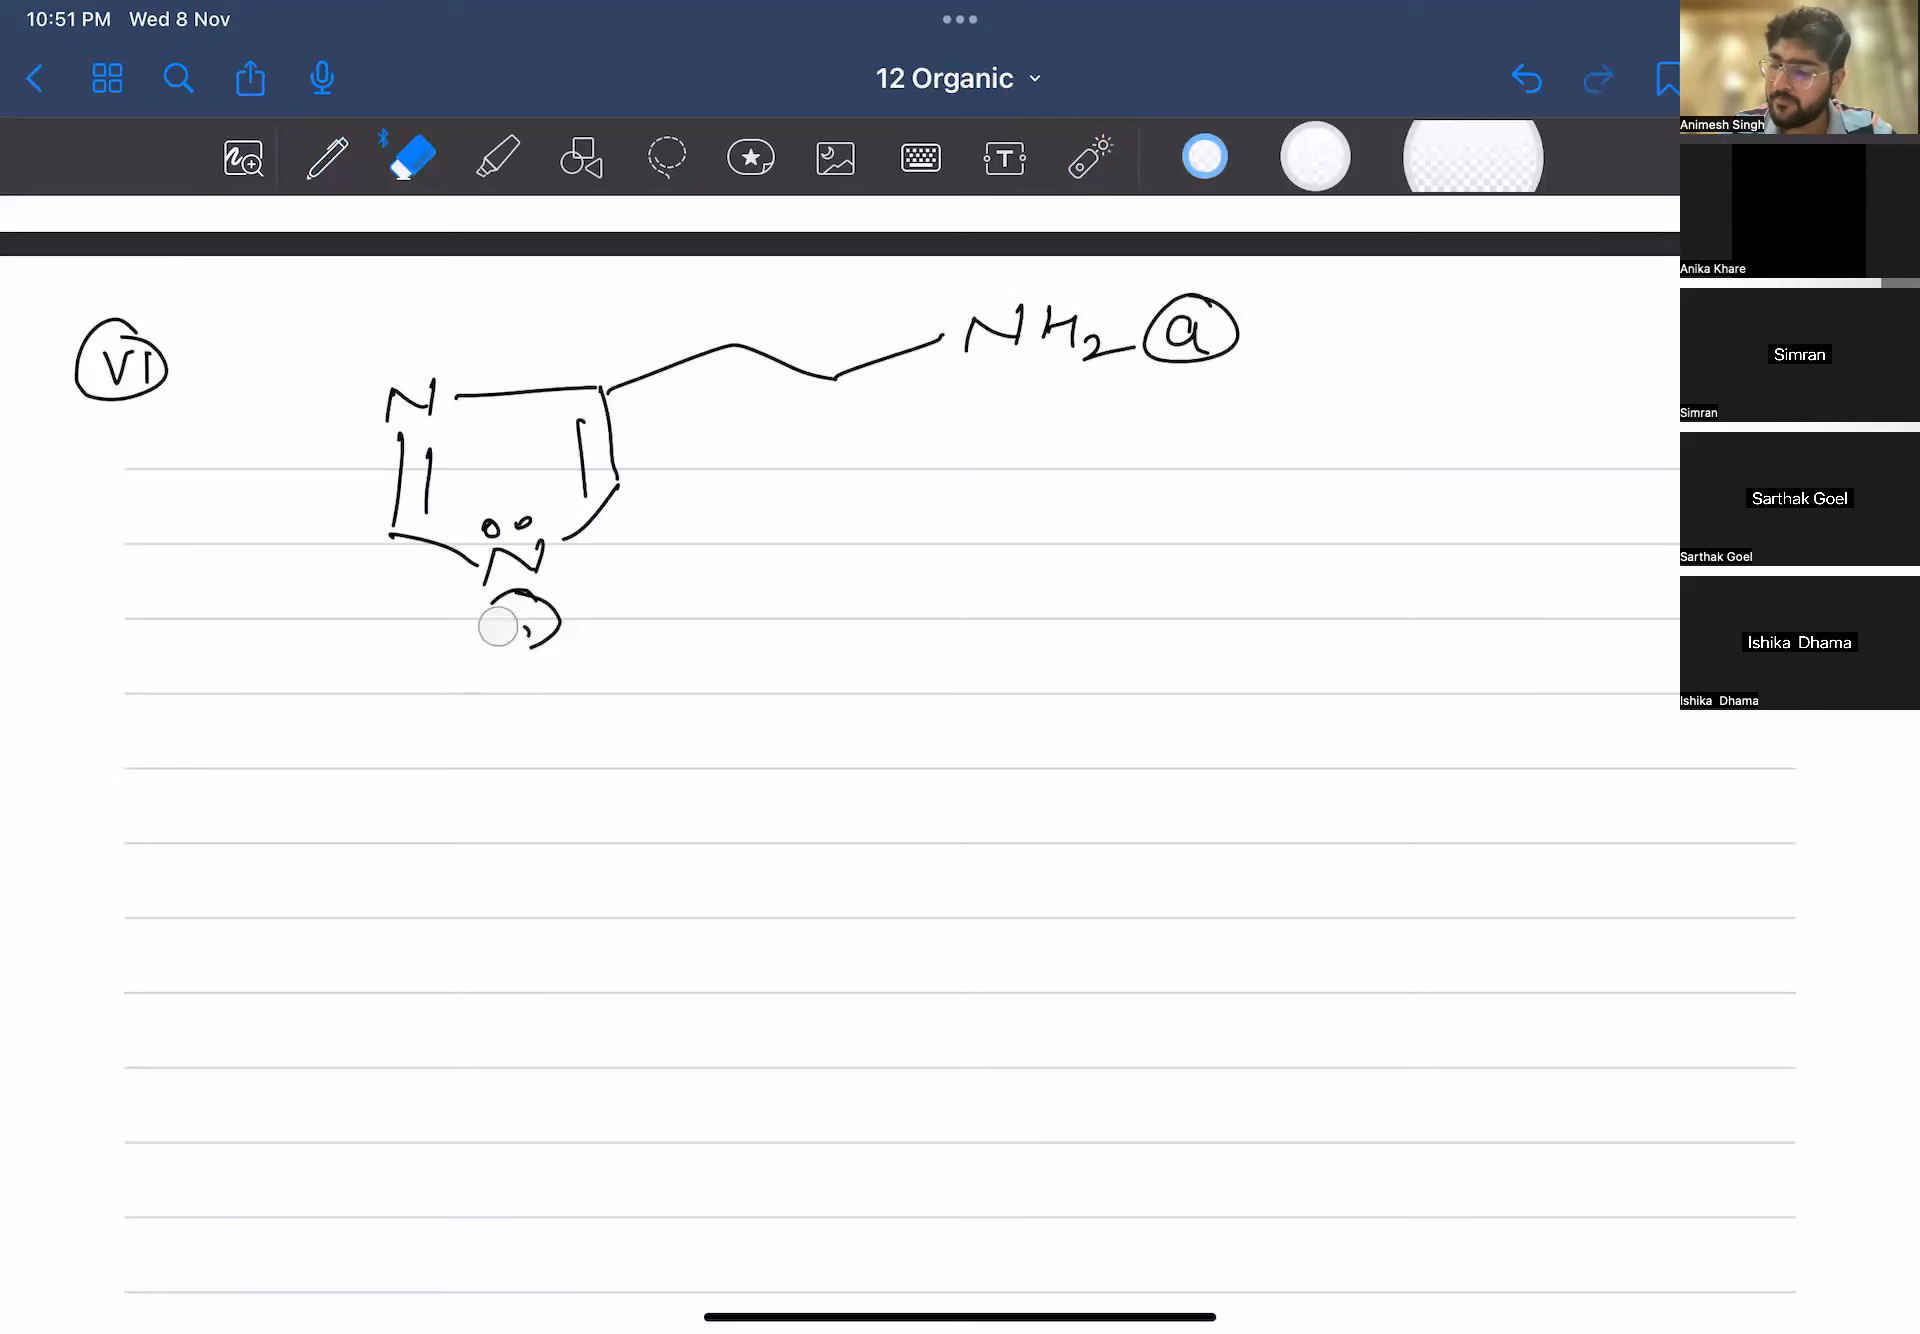 10:51 PM Wed 8 Nov
12 Organic
T
Animesh Singh
Anika Khare
Simran
Simran
Sarthak Goel
Sarthak Goel
Ishika Dhama
Ishika Dhama
VI
NH2 a
N
N